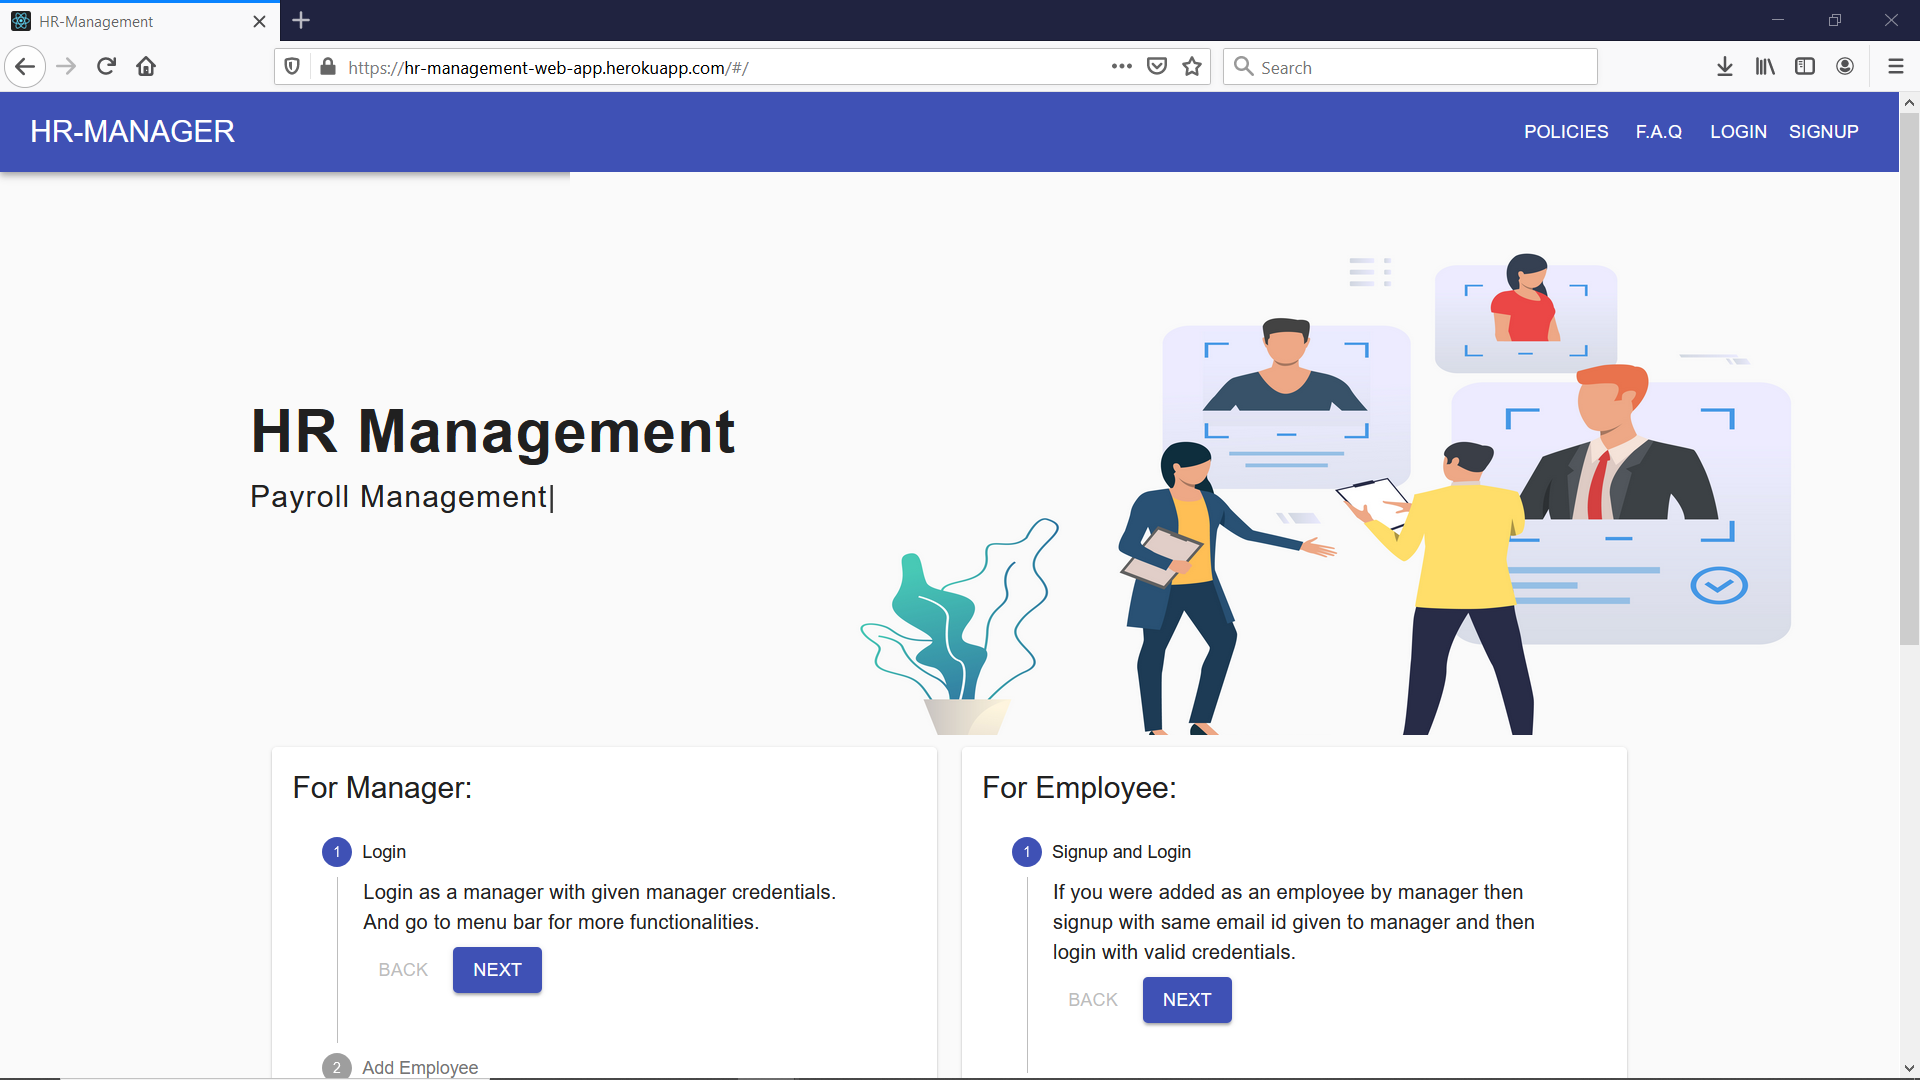 HR-Management
https://hr-management-web-app.herokuapp.com/#/
Search
HR-MANAGER
POLICIES
F.A.Q
LOGIN
SIGNUP
HR Management
Payroll Management|
For Manager:
1 Login
Login as a manager with given manager credentials.
And go to menu bar for more functionalities.
BACK
NEXT
2 Add Employee
For Employee:
1 Signup and Login
If you were added as an employee by manager then
signup with same email id given to manager and then
login with valid credentials.
BACK
NEXT